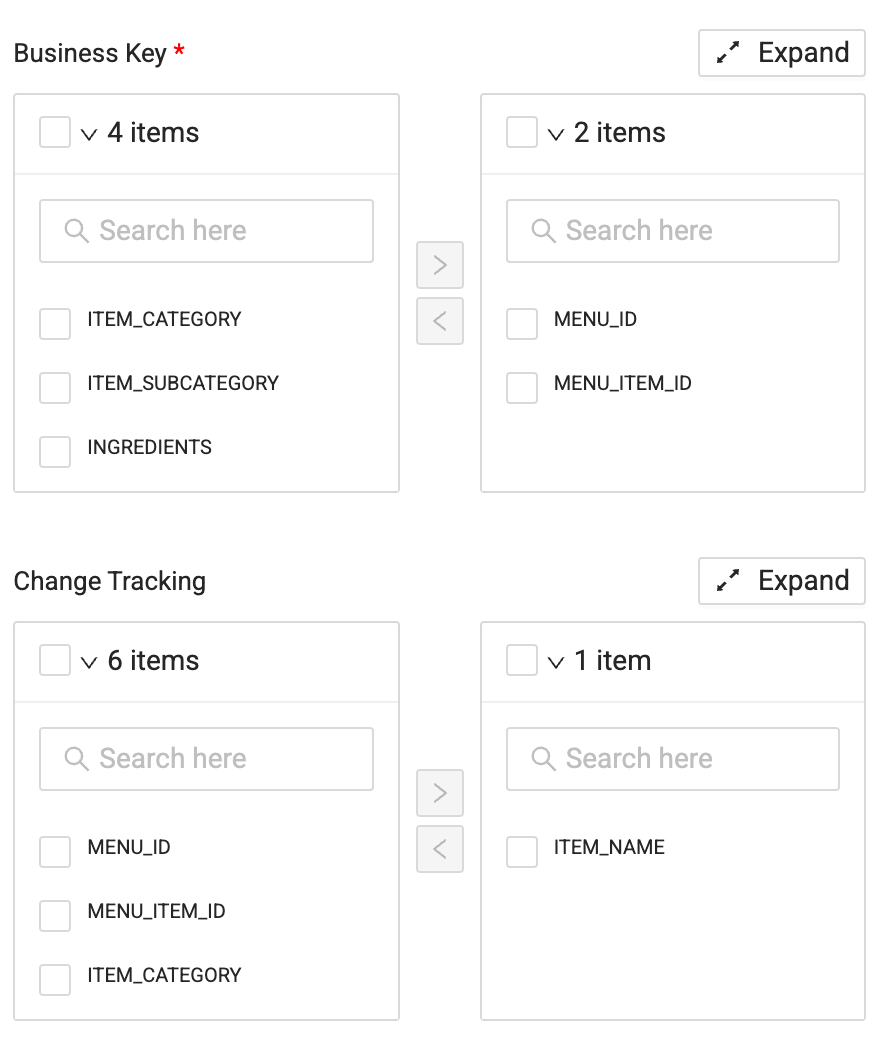 Business Key *
Expand
4 items
Search here
ITEM_CATEGORY
ITEM_SUBCATEGORY
INGREDIENTS
>
<
2 items
Search here
MENU_ID
MENU_ITEM_ID
Change Tracking
Expand
6 items
Search here
MENU_ID
MENU_ITEM_ID
ITEM_CATEGORY
>
<
1 item
Search here
ITEM_NAME